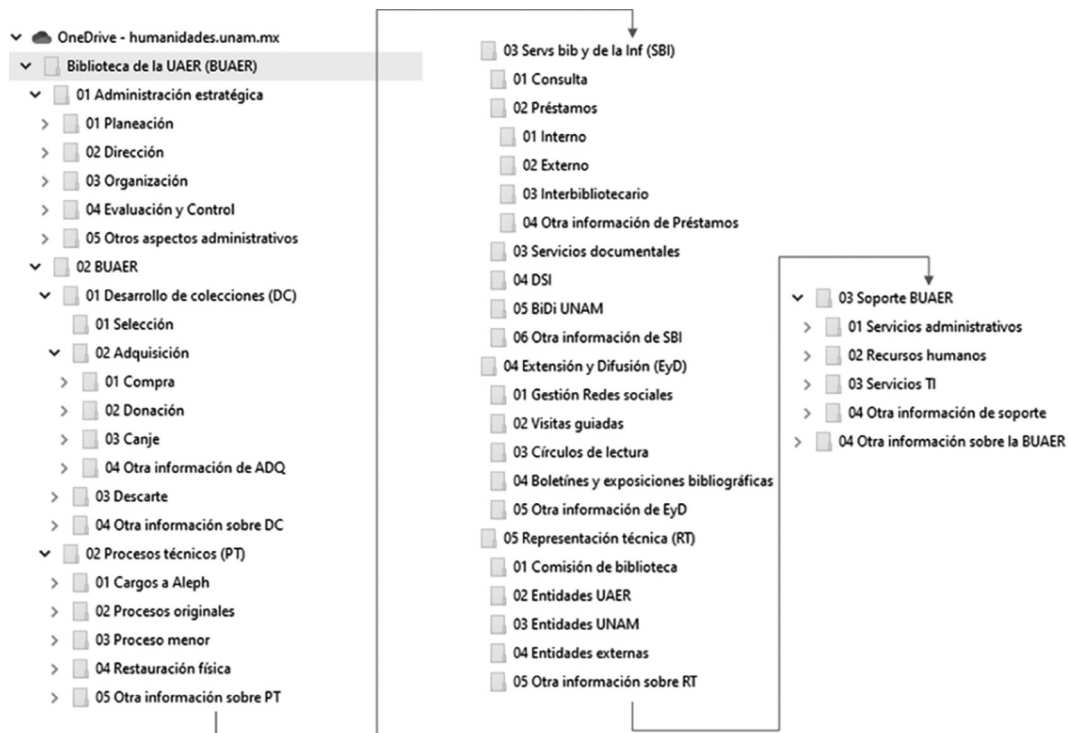 OneDrive - humanidades.unam.mx
Biblioteca de la UAER (BUAER)
01 Administración estratégica
01 Planeación
02 Dirección
03 Organización
04 Evaluación y Control
05 Otros aspectos administrativos
02 BUAER
01 Desarrollo de colecciones (DC)
01 Selección
02 Adquisición
01 Compra
02 Donación
03 Canje
04 Otra información de ADQ
03 Descarte
04 Otra información sobre DC
02 Procesos técnicos (PT)
01 Cargos a Aleph
02 Procesos originales
03 Proceso menor
04 Restauración física
05 Otra información sobre PT
03 Servs bib y de la Inf (SBI)
01 Consulta
02 Préstamos
01 Interno
02 Externo
03 Interbibliotecario
04 Otra información de Préstamos
03 Servicios documentales
04 DSI
05 BiDi UNAM
06 Otra información de SBI
04 Extensión y Difusión (EyD)
01 Gestión Redes sociales
02 Visitas guiadas
03 Círculos de lectura
04 Boletínes y exposiciones bibliográficas
05 Otra información de EyD
05 Representación técnica (RT)
01 Comisión de biblioteca
02 Entidades UAER
03 Entidades UNAM
04 Entidades externas
05 Otra información sobre RT
03 Soporte BUAER
01 Servicios administrativos
02 Recursos humanos
03 Servicios TI
04 Otra información de soporte
04 Otra información sobre la BUAER